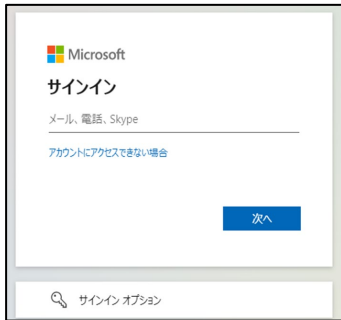 Microsoft
サインイン
メール、電話、Skype
アカウントにアクセスできない場合
次へ
サインイン オプション